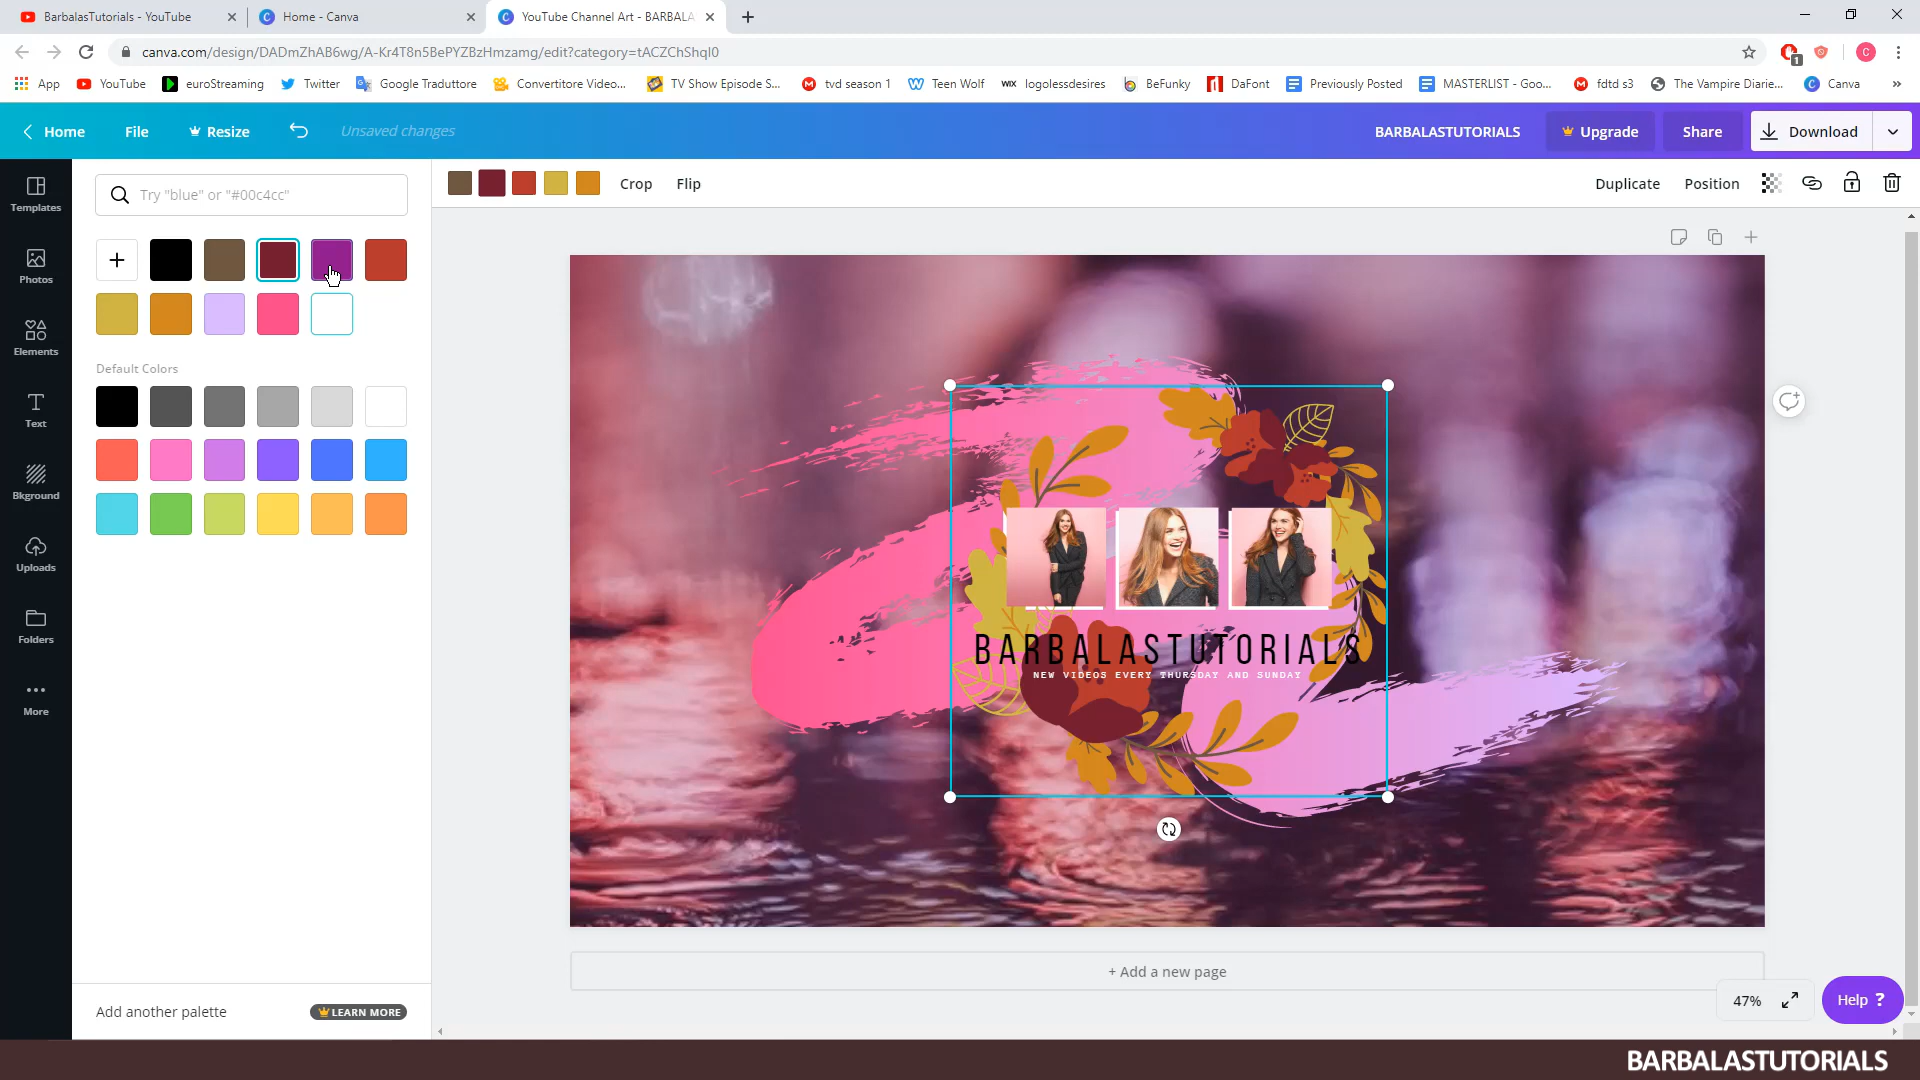 BarbalasTutorials - YouTube
Home - Canva
YouTube Channel Art - BARBALA
canva.com/design/DADmZhAB6wg/A-Kr4T8n5BePYZBzHmzamg/edit?category=tACZChShqI0
App
YouTube
euroStreaming
Twitter
Google Traduttore
Convertitore Video...
TV Show Episode S...
tvd season 1
Teen Wolf
WIX logolessdesires
BeFunky
DaFont
Previously Posted
MASTERLIST - Goo...
fdtd s3
The Vampire Diarie...
Canva
Home
File
Resize
Unsaved changes
BARBALASTUTORIALS
Upgrade
Share
Download
Templates
Photos
Elements
Text
Bkground
Uploads
Folders
More
Try "blue" or "#00c4cc"
Default Colors
Add another palette
LEARN MORE
Crop
Flip
Duplicate
Position
BARBALASTUTORIALS
NEW VIDEOS EVERY THURSDAY AND SUNDAY
+ Add a new page
47%
Help ?
BARBALASTUTORIALS